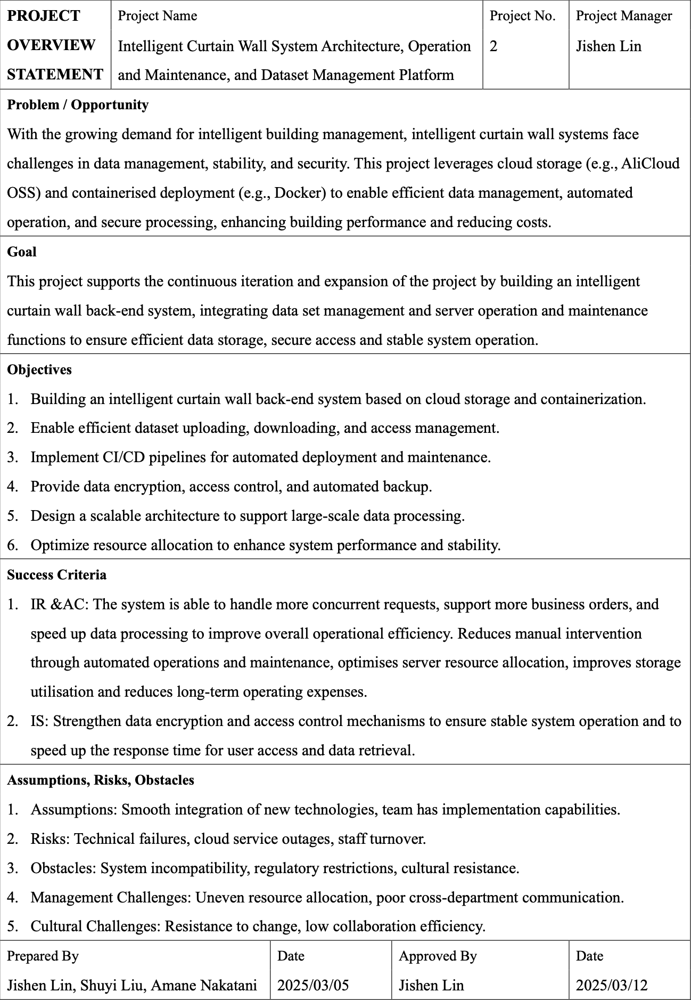 PROJECT OVERVIEW STATEMENT
Project Name
Intelligent Curtain Wall System Architecture, Operation
and Maintenance, and Dataset Management Platform
Project No.
2
Project Manager
Jishen Lin
Problem / Opportunity
With the growing demand for intelligent building management, intelligent curtain wall systems face
challenges in data management, stability, and security. This project leverages cloud storage (e.g., AliCloud
OSS) and containerised deployment (e.g., Docker) to enable efficient data management, automated
operation, and secure processing, enhancing building performance and reducing costs.
Goal
This project supports the continuous iteration and expansion of the project by building an intelligent
curtain wall back-end system, integrating data set management and server operation and maintenance
functions to ensure efficient data storage, secure access and stable system operation.
Objectives
1. Building an intelligent curtain wall back-end system based on cloud storage and containerization.
2. Enable efficient dataset uploading, downloading, and access management.
3. Implement CI/CD pipelines for automated deployment and maintenance.
4. Provide data encryption, access control, and automated backup.
5. Design a scalable architecture to support large-scale data processing.
6. Optimize resource allocation to enhance system performance and stability.
Success Criteria
1. IR &AC: The system is able to handle more concurrent requests, support more business orders, and
speed up data processing to improve overall operational efficiency. Reduces manual intervention
through automated operations and maintenance, optimises server resource allocation, improves storage
utilisation and reduces long-term operating expenses.
2. IS: Strengthen data encryption and access control mechanisms to ensure stable system operation and to
speed up the response time for user access and data retrieval.
Assumptions, Risks, Obstacles
1. Assumptions: Smooth integration of new technologies, team has implementation capabilities.
2. Risks: Technical failures, cloud service outages, staff turnover.
3. Obstacles: System incompatibility, regulatory restrictions, cultural resistance.
4. Management Challenges: Uneven resource allocation, poor cross-department communication.
5. Cultural Challenges: Resistance to change, low collaboration efficiency.
Prepared By
Jishen Lin, Shuyi Liu, Amane Nakatani
Date
2025/03/05
Approved By
Jishen Lin
Date
2025/03/12